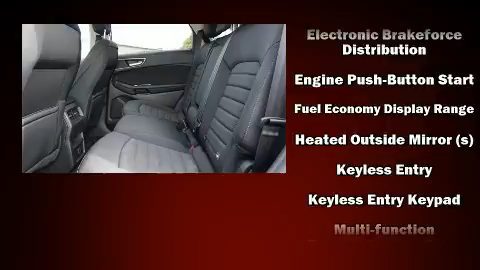 Electronic Brakeforce
Distribution
Engine Push-Button Start
Fuel Economy Display Range
Heated Outside Mirror (s)
Keyless Entry
Keyless Entry Keypad
Multi-function